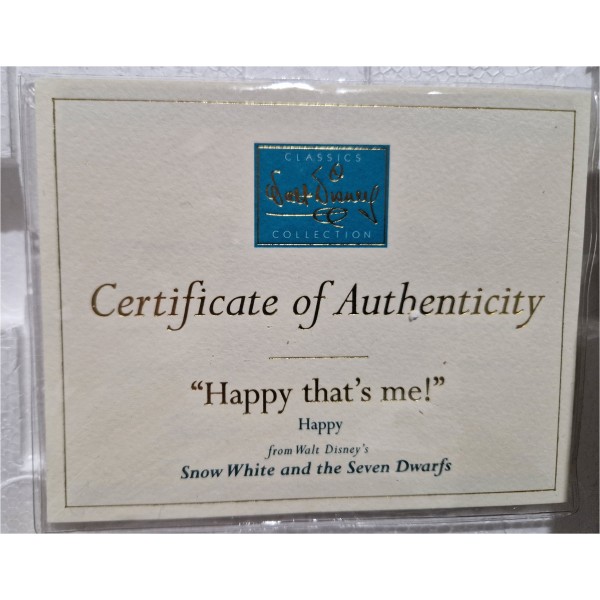 CLASSICS
Walt Disney
COLLECTION
Certificate of Authenticity
“Happy that's me!”
Happy
from Walt Disney's
Snow White and the Seven Dwarfs